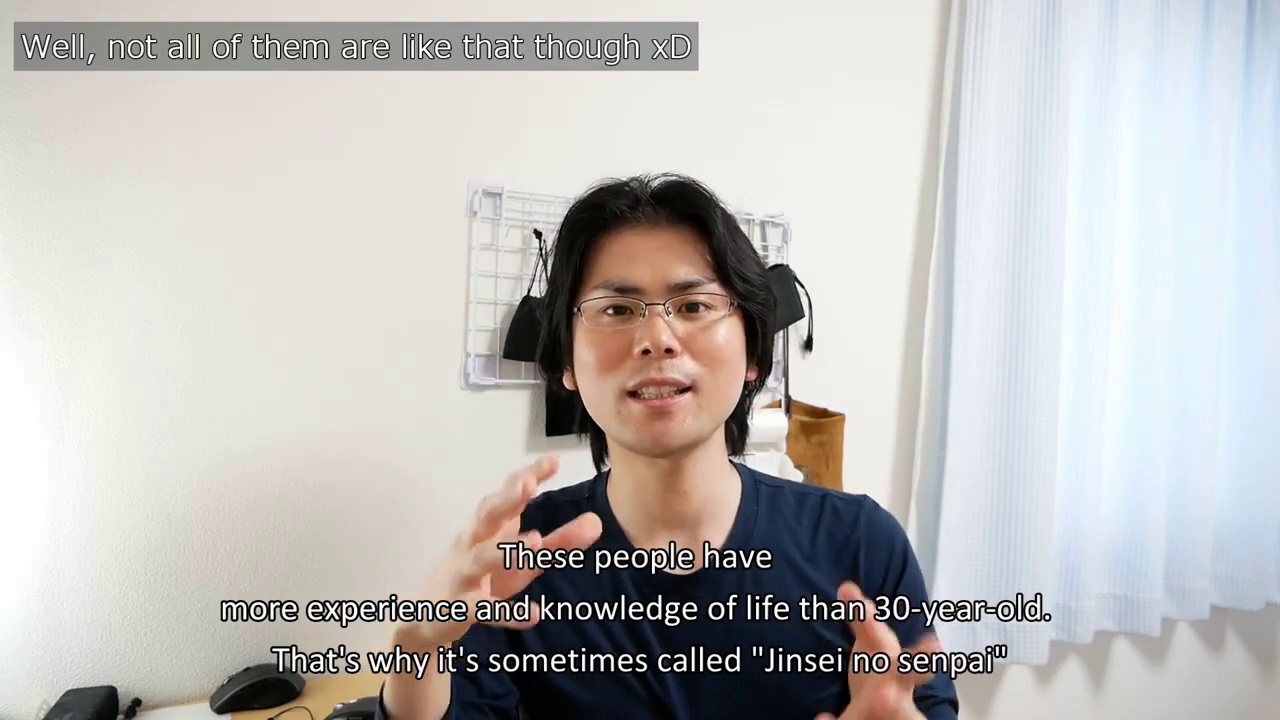 Well, not all of them are like that though xD
These people have
more experience and knowledge of life than 30-year-old.
That's why it's sometimes called "Jinsei no senpai"